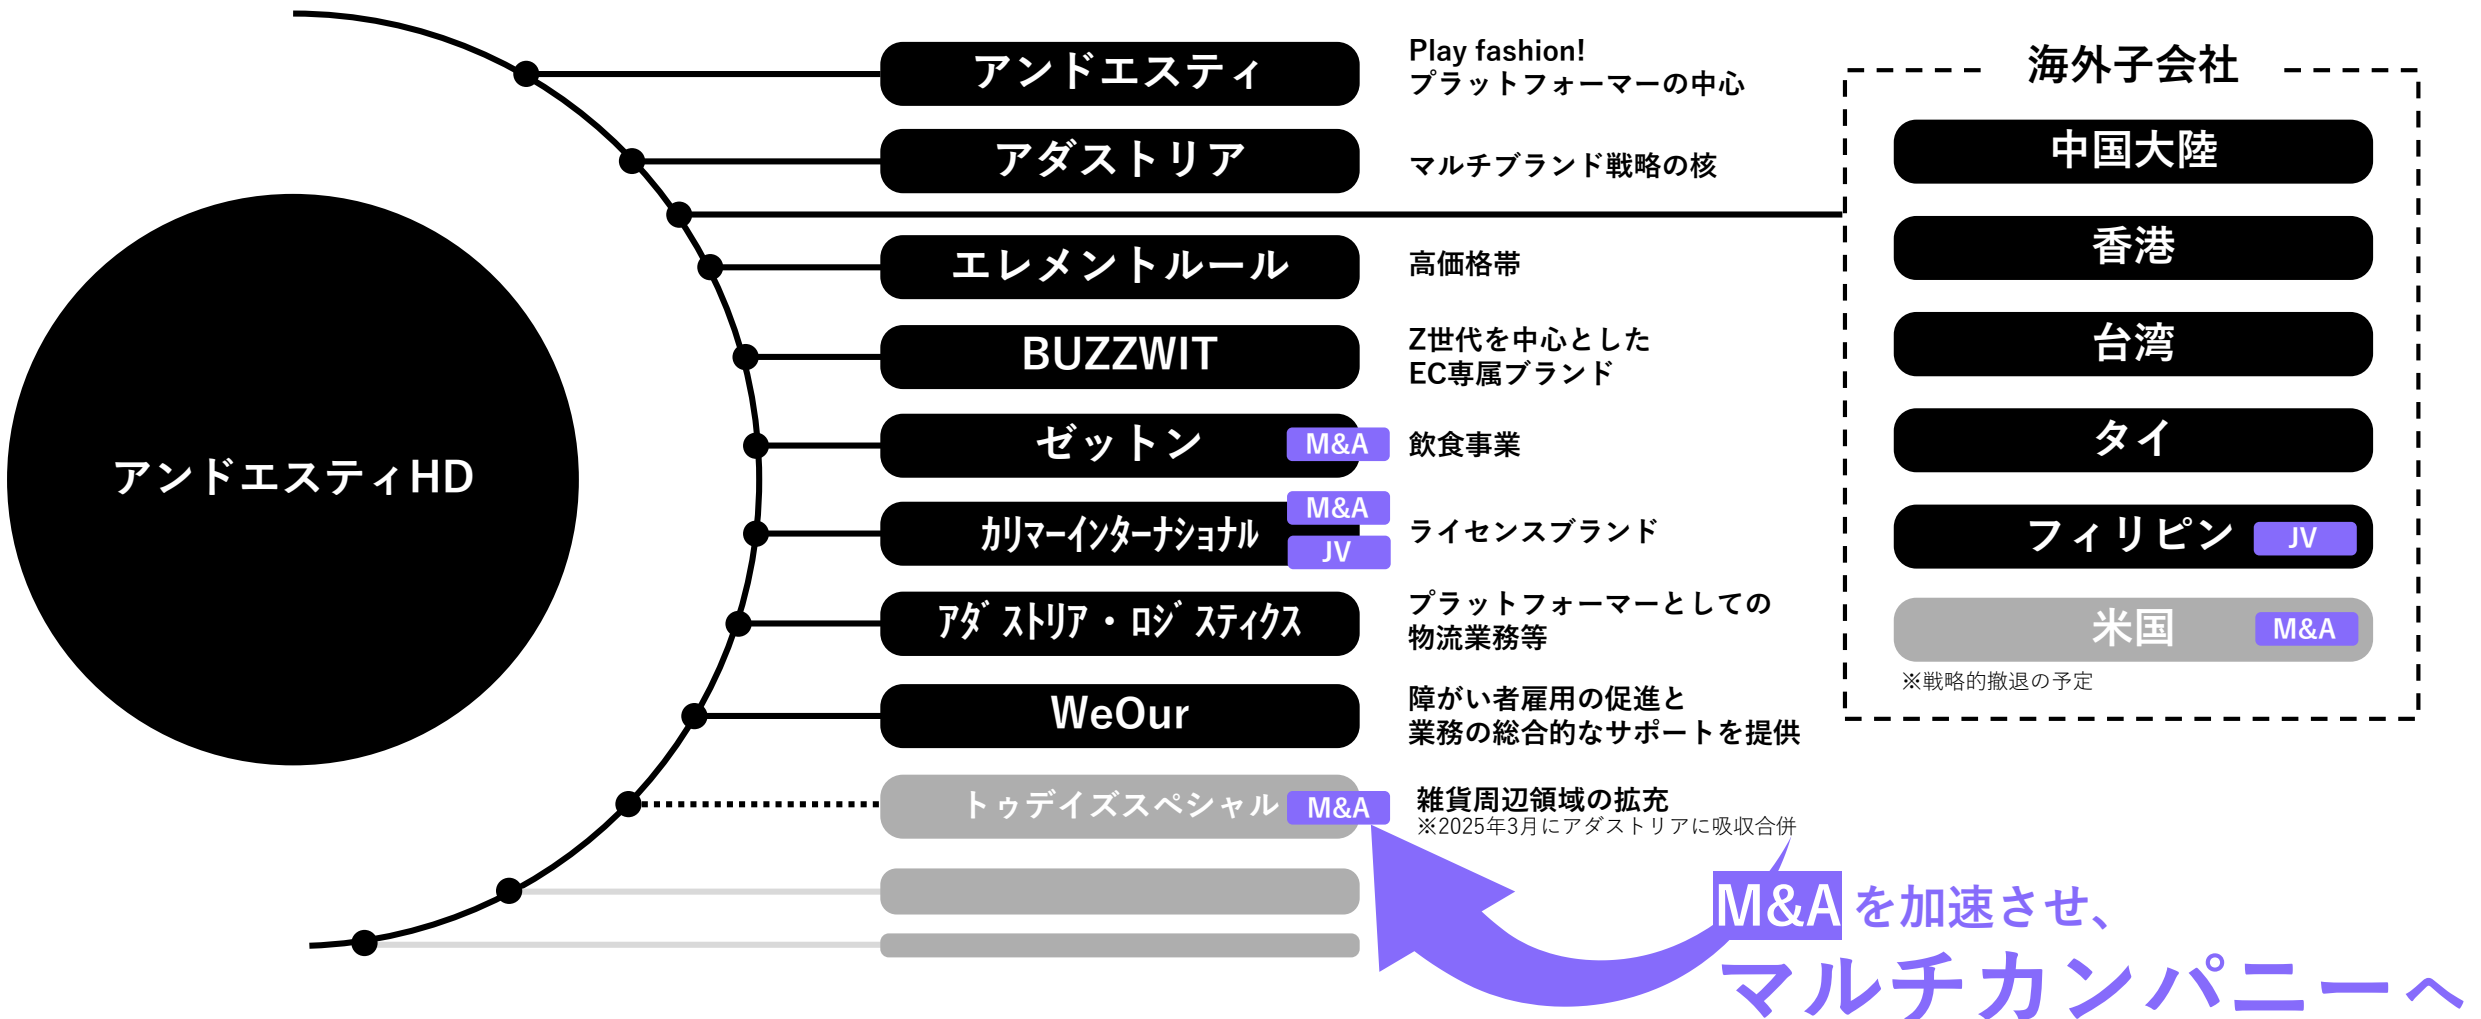 アンドエスティHD
アンドエスティ
Play fashion!
プラットフォーマーの中心
アダストリア
マルチブランド戦略の核
エレメントルール
高価格帯
BUZZWIT
Z世代を中心とした
EC専属ブランド
ゼットン
M&A
飲食事業
ｶﾘﾏｰｲﾝﾀｰﾅｼｮﾅﾙ
M&A
JV
ライセンスブランド
ｱﾀﾞｽﾄﾘｱ・ﾛｼﾞｽﾃｨｸｽ
プラットフォーマーとしての
物流業務等
WeOur
障がい者雇用の促進と
業務の総合的なサポートを提供
トゥデイズスペシャル
M&A
雑貨周辺領域の拡充
※2025年3月にアダストリアに吸収合併
海外子会社
中国大陸
香港
台湾
タイ
フィリピン
JV
米国
M&A
※戦略的撤退の予定
M&Aを加速させ、
マルチカンパニーへ